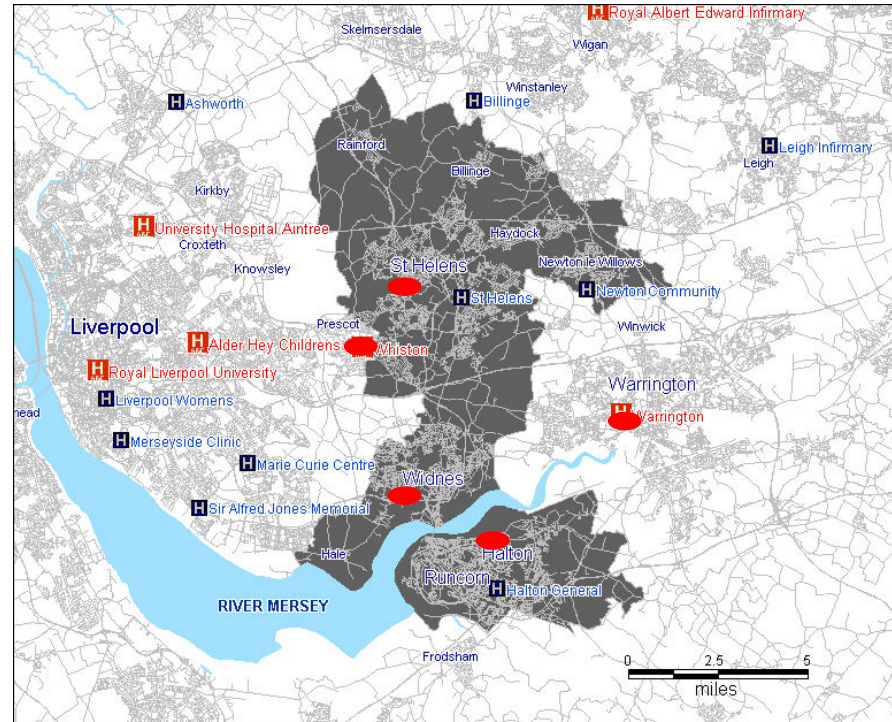 Royal Albert Edward Infirmary
Skelmsersdale
Wigan
Winstanley
H Ashworth
H Billinge
Rainford
H Leigh Infirmary
Leigh
Billinge
Kirkby
H University Hospital Aintree
Croxteth
Haydock
Knowsley
St Helens
Newton le Willows
H St Helens
H Newton Community
Liverpool
Prescot
Winwick
H Alder Hey Childrens
Whiston
H Royal Liverpool University
Warrington
H Liverpool Womens
H Warrington
mead
H Merseyside Clinic
H Marie Curie Centre
Widnes
H Sir Alfred Jones Memorial
Hale
Halton
Runcorn
H Halton General
RIVER MERSEY
Frodsham
0 2.5 5
miles